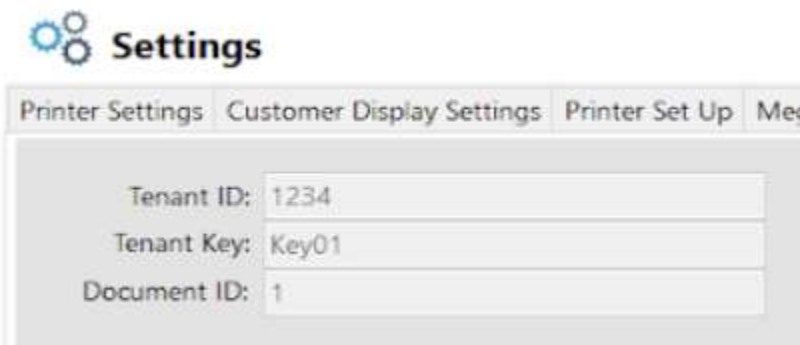 Settings
Printer Settings Customer Display Settings Printer Set Up
Tenant ID: 1234
Tenant Key: Key01
Document ID: 1